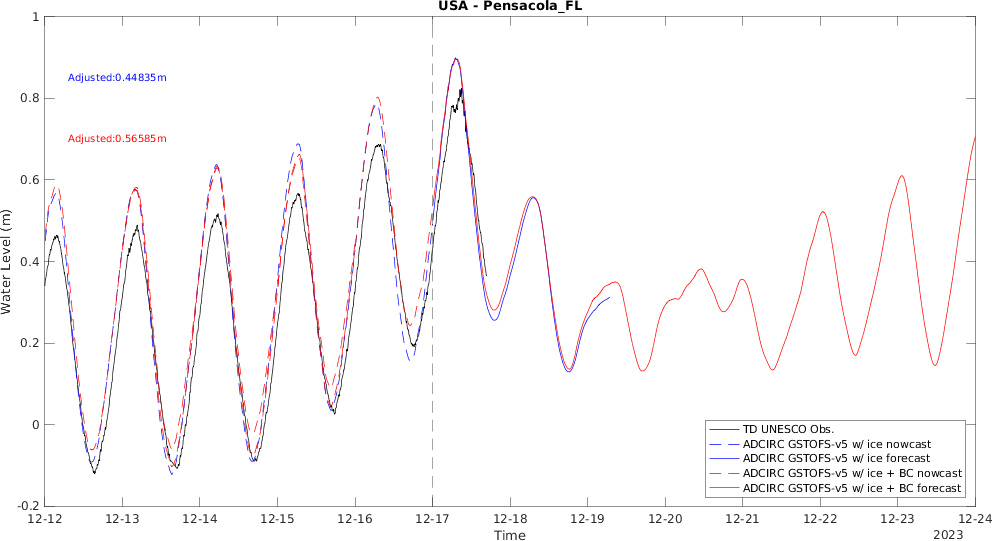 USA - Pensacola_FL
1
0.8
0.6
0.4
0.2
0
-0.2
Water Level (m)
Adjusted:0.44835m
Adjusted:0.56585m
TD UNESCO Obs.
ADCIRC GSTOFS-v5 w/ ice nowcast
ADCIRC GSTOFS-v5 w/ ice forecast
ADCIRC GSTOFS-v5 w/ ice + BC nowcast
ADCIRC GSTOFS-v5 w/ ice + BC forecast
12-12 12-13 12-14 12-15 12-16 12-17 12-18 12-19 12-20 12-21 12-22 12-23 12-24
Time
2023